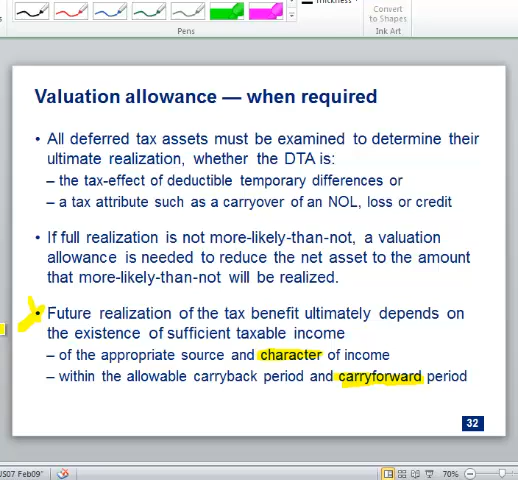 Thickness
Convert
to Shapes
Pens
Ink Art
Valuation allowance — when required
• All deferred tax assets must be examined to determine their
ultimate realization, whether the DTA is:
– the tax-effect of deductible temporary differences or
– a tax attribute such as a carryover of an NOL, loss or credit
• If full realization is not more-likely-than-not, a valuation
allowance is needed to reduce the net asset to the amount
that more-likely-than-not will be realized.
• Future realization of the tax benefit ultimately depends on
the existence of sufficient taxable income
– of the appropriate source and character of income
– within the allowable carryback period and carryforward period
32
US07 Feb09"
70%